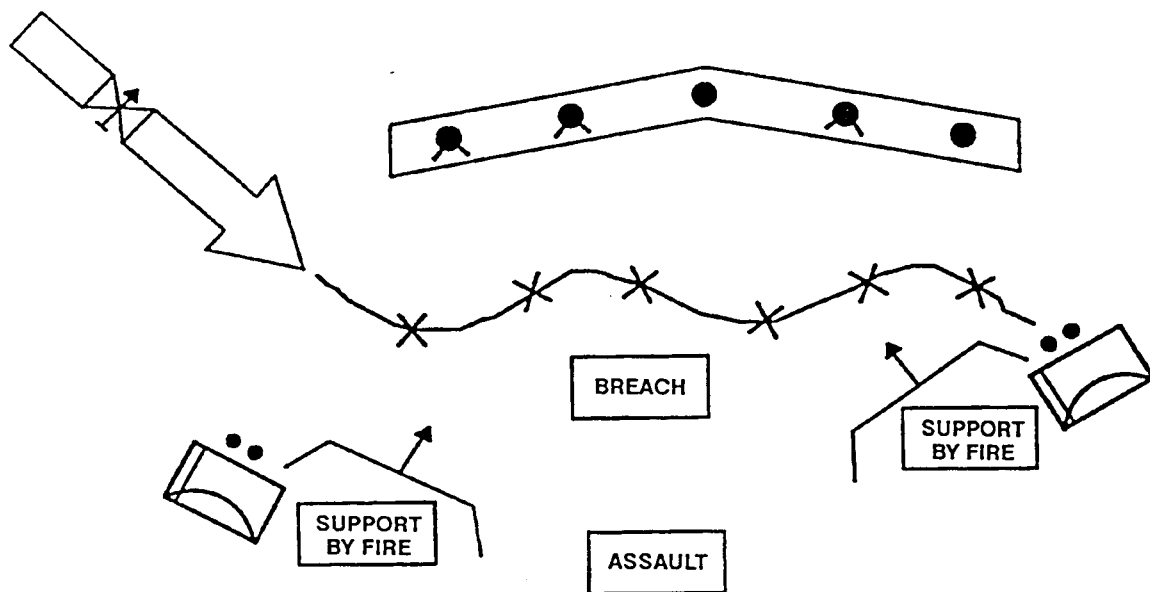 BREACH
SUPPORT
BY FIRE
SUPPORT
BY FIRE
ASSAULT